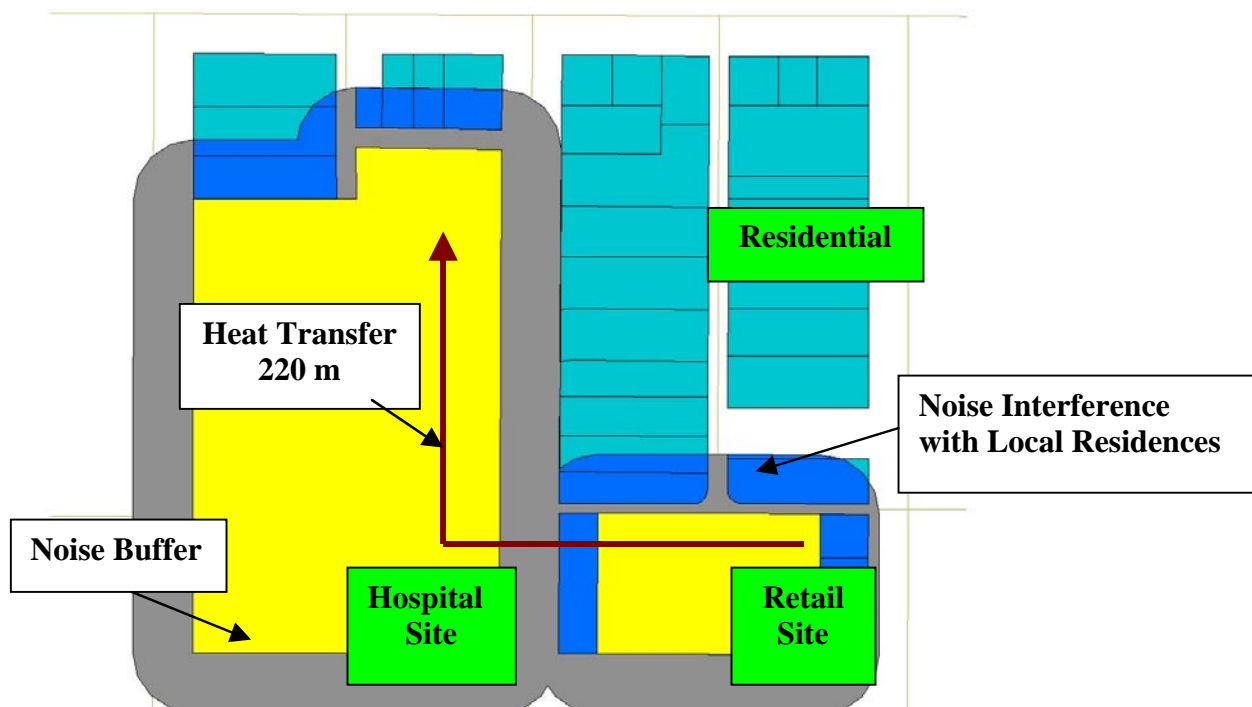 Residential
Heat Transfer
220 m
Noise Interference
with Local Residences
Noise Buffer
Hospital
Site
Retail
Site